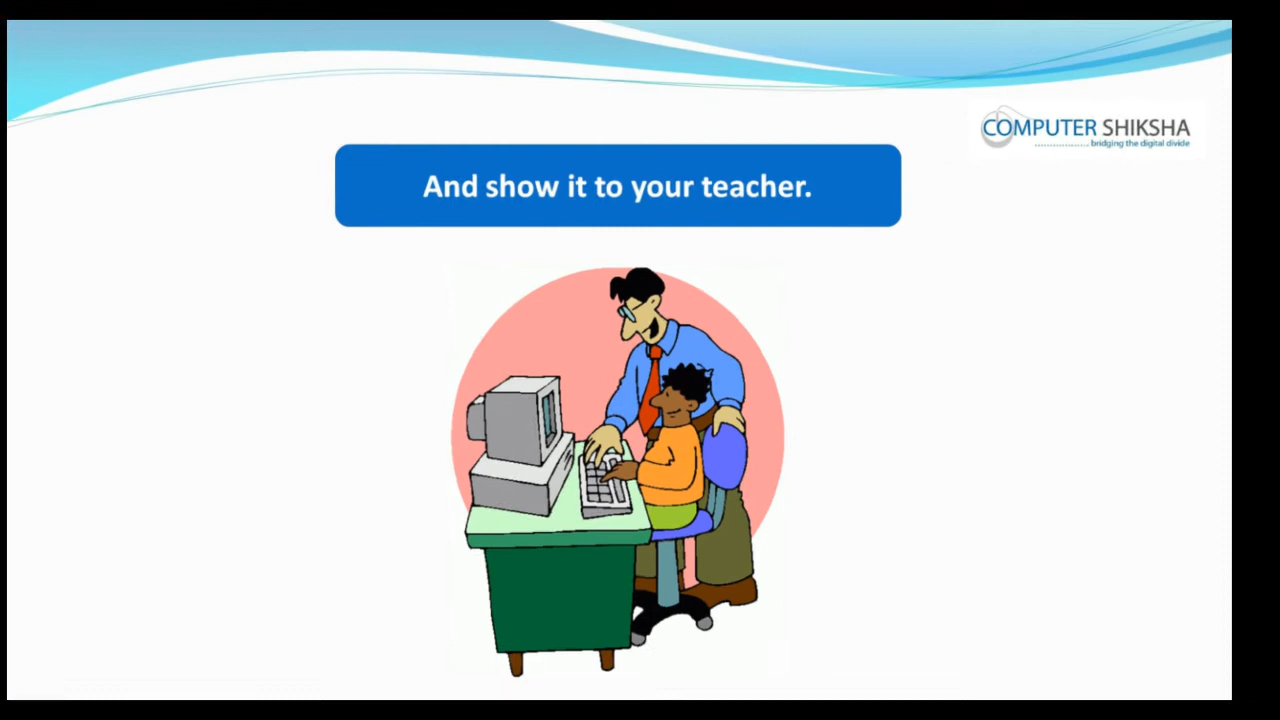 COMPUTER SHIKSHA
bridging the digital divide
And show it to your teacher.